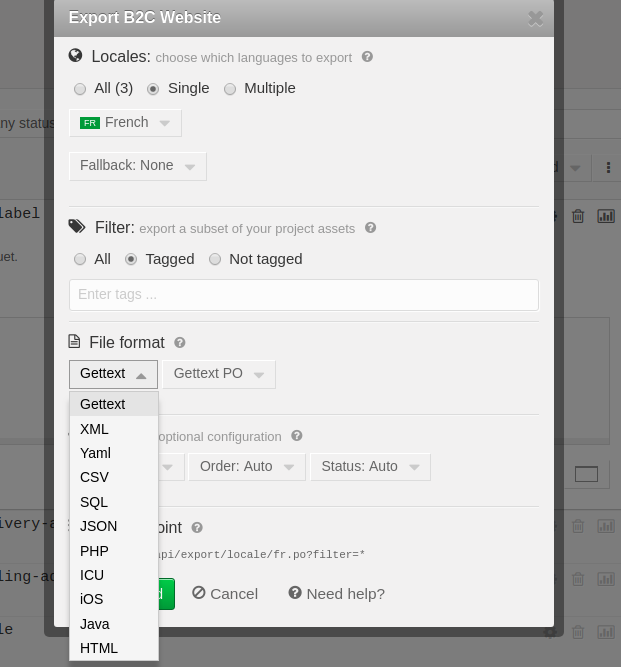 Export B2C Website
Locales: choose which languages to export
All (3) Single Multiple
FR French
Fallback: None
Filter: export a subset of your project assets
All Tagged Not tagged
Enter tags ...
File format
Gettext Gettext PO
Gettext
XML
Yaml
CSV
SQL
JSON
PHP
ICU
iOS
Java
HTML
optional configuration
Order: Auto Status: Auto
api/export/locale/fr.po?filter=*
Cancel Need help?
ny status
label
uet.
ivery-a
ling-ad
le